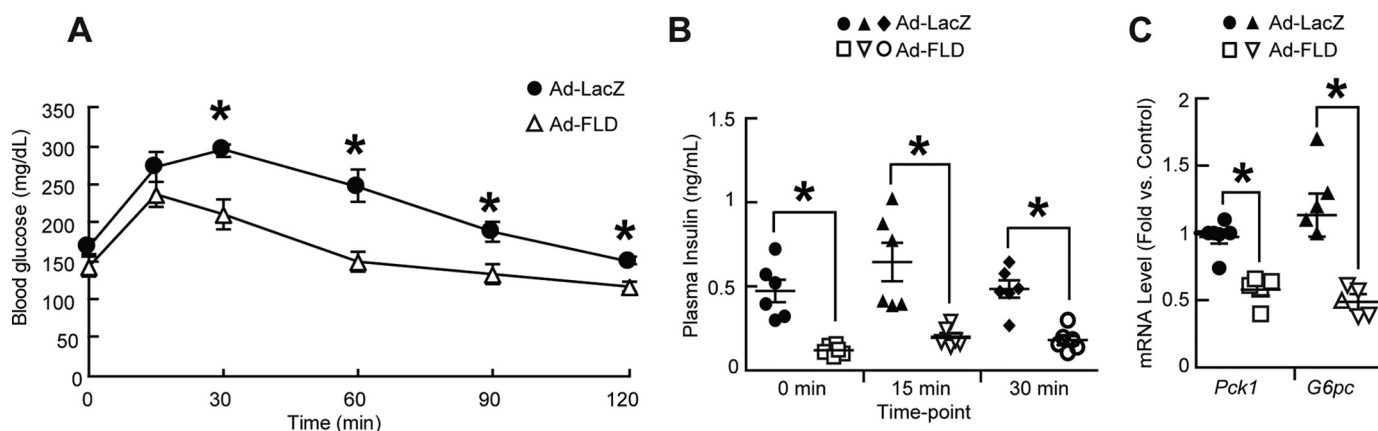 A
Ad-LacZ
Ad-FLD
Blood glucose (mg/dL)
350
300
250
200
150
100
50
0
*
*
*
*
0 30 60 90 120
Time (min)
B
Ad-LacZ
Ad-FLD
Plasma Insulin (ng/mL)
1.5
1
0.5
0
*
*
*
0 min 15 min 30 min
Time-point
C
Ad-LacZ
Ad-FLD
mRNA Level (Fold vs. Control)
2
1.5
1
0.5
0
*
*
Pck1 G6pc